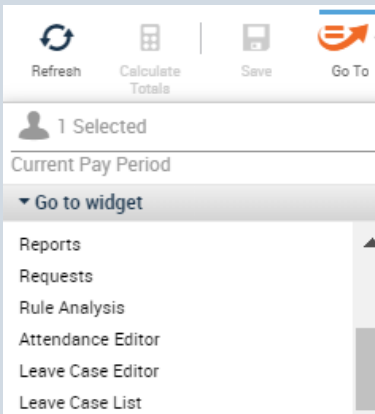 Refresh
Calculate Totals
Save
Go To
1 Selected
Current Pay Period
Go to widget
Reports
Requests
Rule Analysis
Attendance Editor
Leave Case Editor
Leave Case List